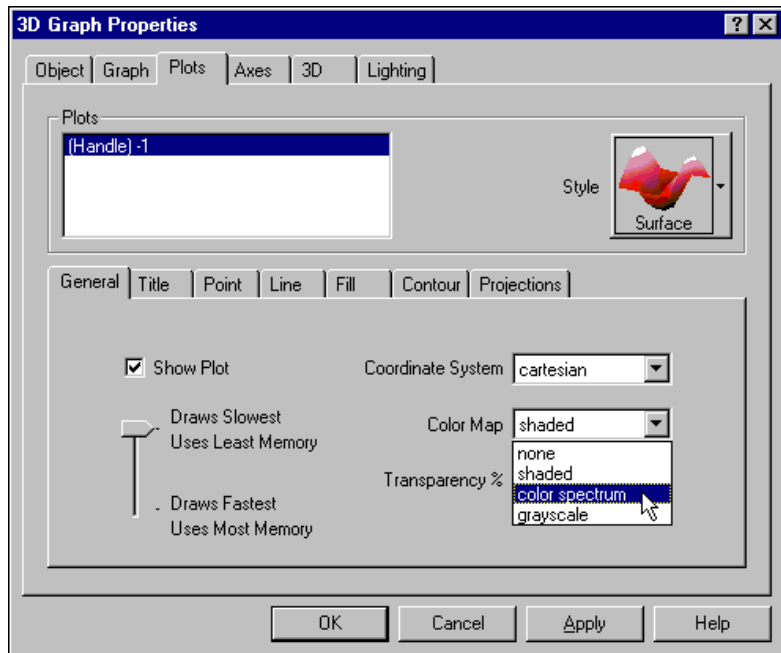 3D Graph Properties
? ×
Object Graph Plots Axes 3D Lighting
Plots
(Handle) -1
Style
Surface
General Title Point Line Fill Contour Projections
Show Plot
Coordinate System cartesian
Draws Slowest
Uses Least Memory
Color Map shaded
none
shaded
color spectrum
grayscale
Transparency %
Draws Fastest
Uses Most Memory
OK Cancel Apply Help